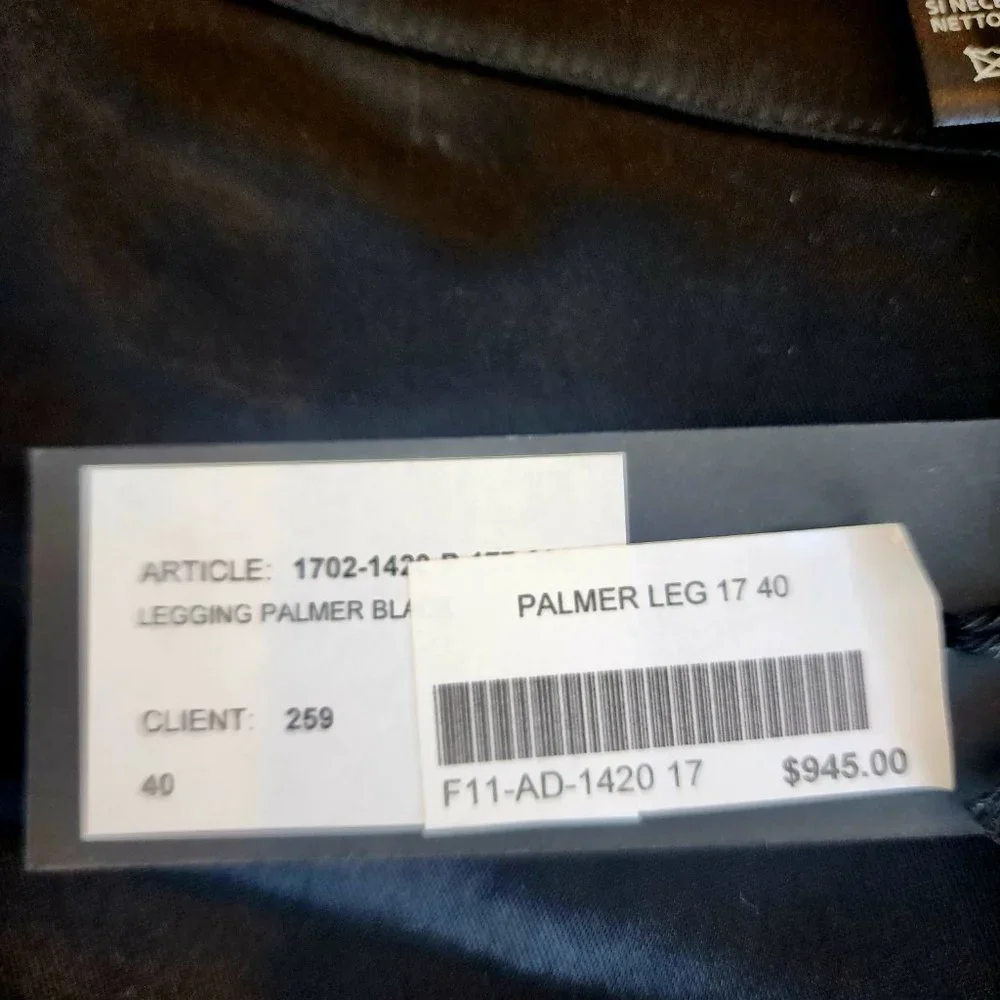 NETTO
ARTICLE: 1702-1420
LEGGING PALMER BLA
CLIENT: 259
40
PALMER LEG 17 40
F11-AD-1420 17
$945.00